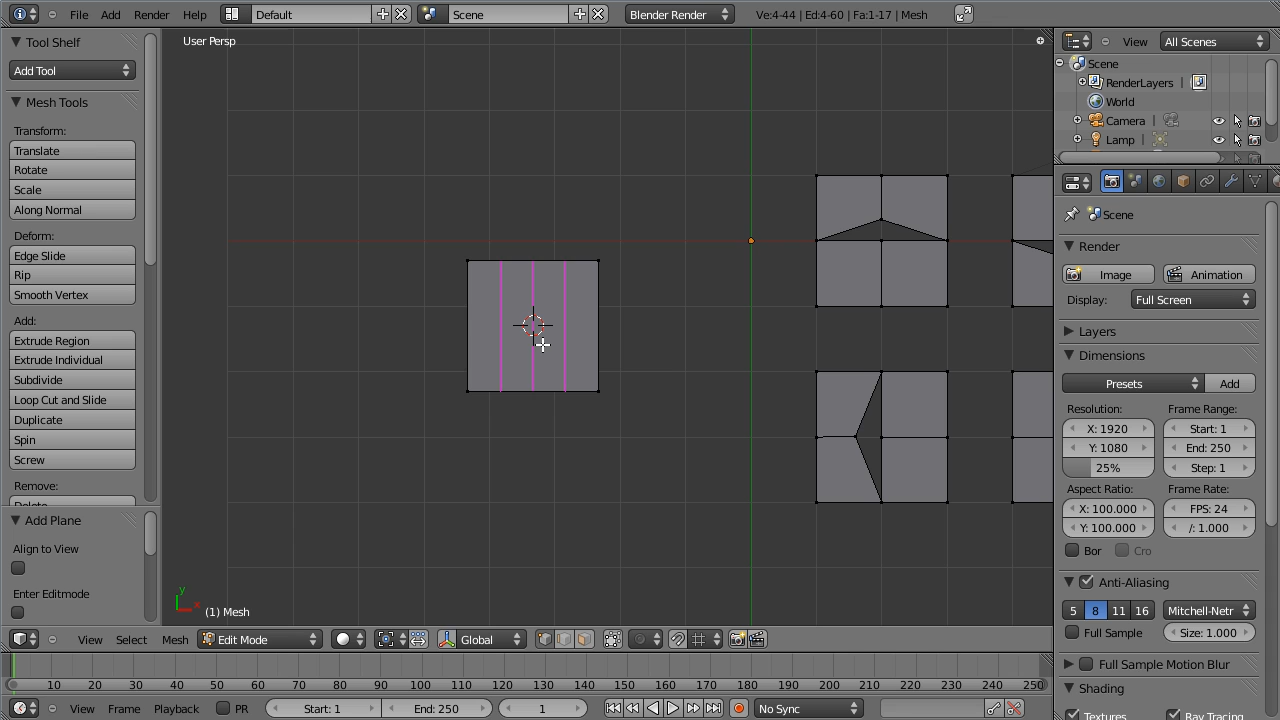 File Add Render Help Default Scene Blender Render Ve:4-44 | Ed:4-60 | Fa:1-17 | Mesh
Tool Shelf
Add Tool
Mesh Tools
Transform:
Translate
Rotate
Scale
Along Normal
Deform:
Edge Slide
Rip
Smooth Vertex
Add:
Extrude Region
Extrude Individual
Subdivide
Loop Cut and Slide
Duplicate
Spin
Screw
Remove:
Add Plane
Align to View
Enter Editmode
User Persp
y
x
(1) Mesh
View Select Mesh Edit Mode Global
View All Scenes
Scene
RenderLayers |
World
Camera |
Lamp |
Scene
Render
Image Animation
Display: Full Screen
Layers
Dimensions
Presets Add
Resolution: Frame Range:
X: 1920 Start: 1
Y: 1080 End: 250
25% Step: 1
Aspect Ratio: Frame Rate:
X: 100.000 FPS: 24
Y: 100.000 /: 1.000
Bor Cro
Anti-Aliasing
5 8 11 16 Mitchell-Netr
Full Sample Size: 1.000
Full Sample Motion Blur
Shading
Textures Ray Tracing
10 20 30 40 50 60 70 80 90 100 110 120 130 140 150 160 170 180 190 200 210 220 230 240 250
View Frame Playback PR Start: 1 End: 250 1 No Sync